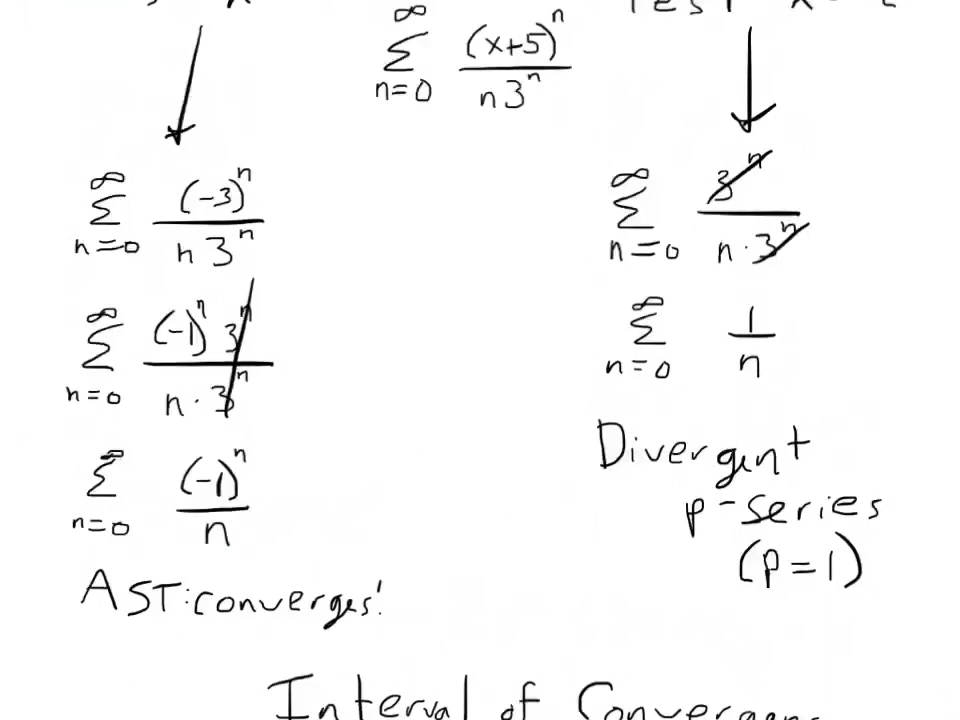 ∞
Σ (x+5)^n / n3^n
n=0
∞
Σ (-3)^n / n3^n
n=0
∞
Σ (-1)^n 3^n / n·3^n
n=0
∞
Σ (-1)^n / n
n=0
AST:converges!
∞
Σ 3^n / n·3^n
n=0
∞
Σ 1 / n
n=0
Divergent
p-series
(p=1)
Interval of